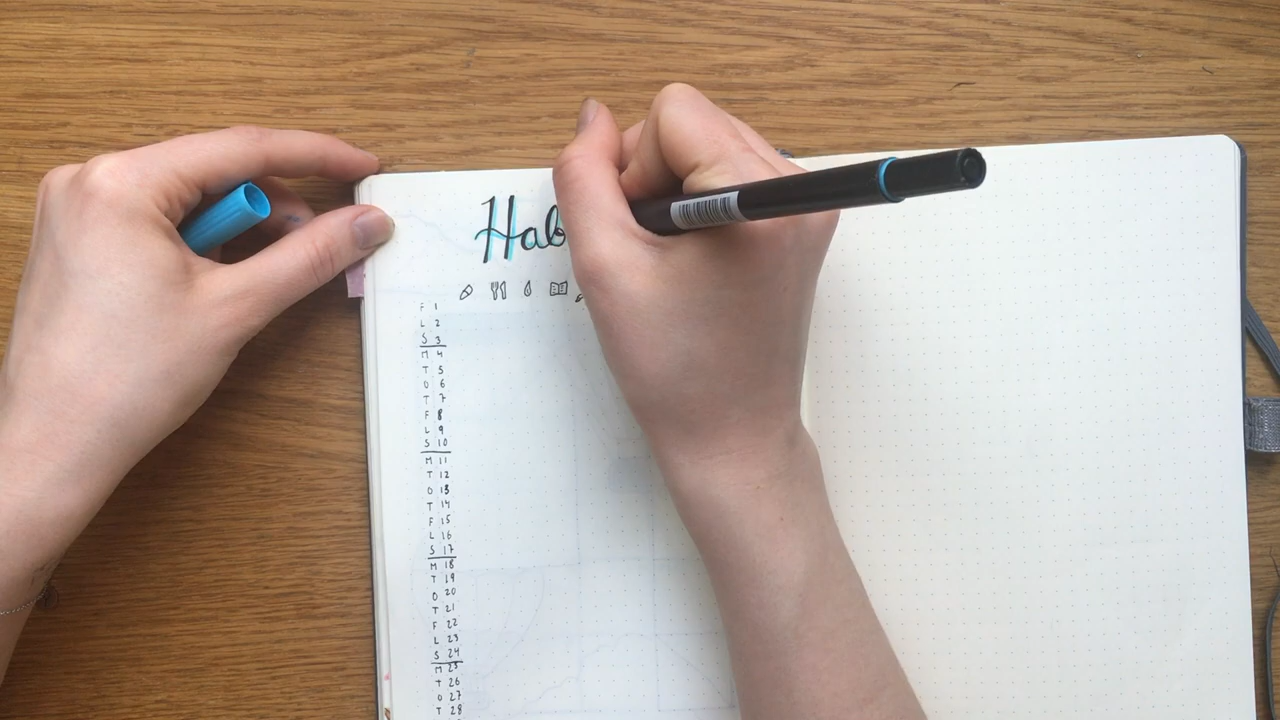 Hab
F 1
L 2
S 3
M 4
T 5
O 6
T 7
F 8
L 9
S 10
M 11
T 12
O 13
T 14
F 15
L 16
S 17
M 18
T 19
O 20
T 21
F 22
L 23
S 24
M 25
T 26
O 27
T 28